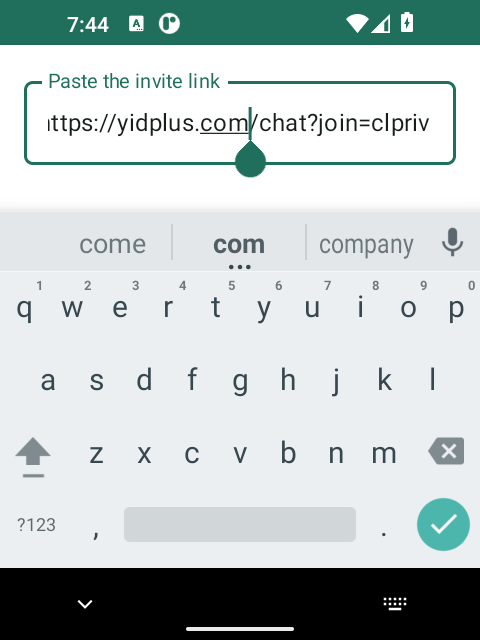 7:44
Paste the invite link
ttps://yidplus.com/chat?join=clpriv
come com company
1 2 3 4 5 6 7 8 9 0
q w e r t y u i o p
a s d f g h j k l
z x c v b n m
?123 , .